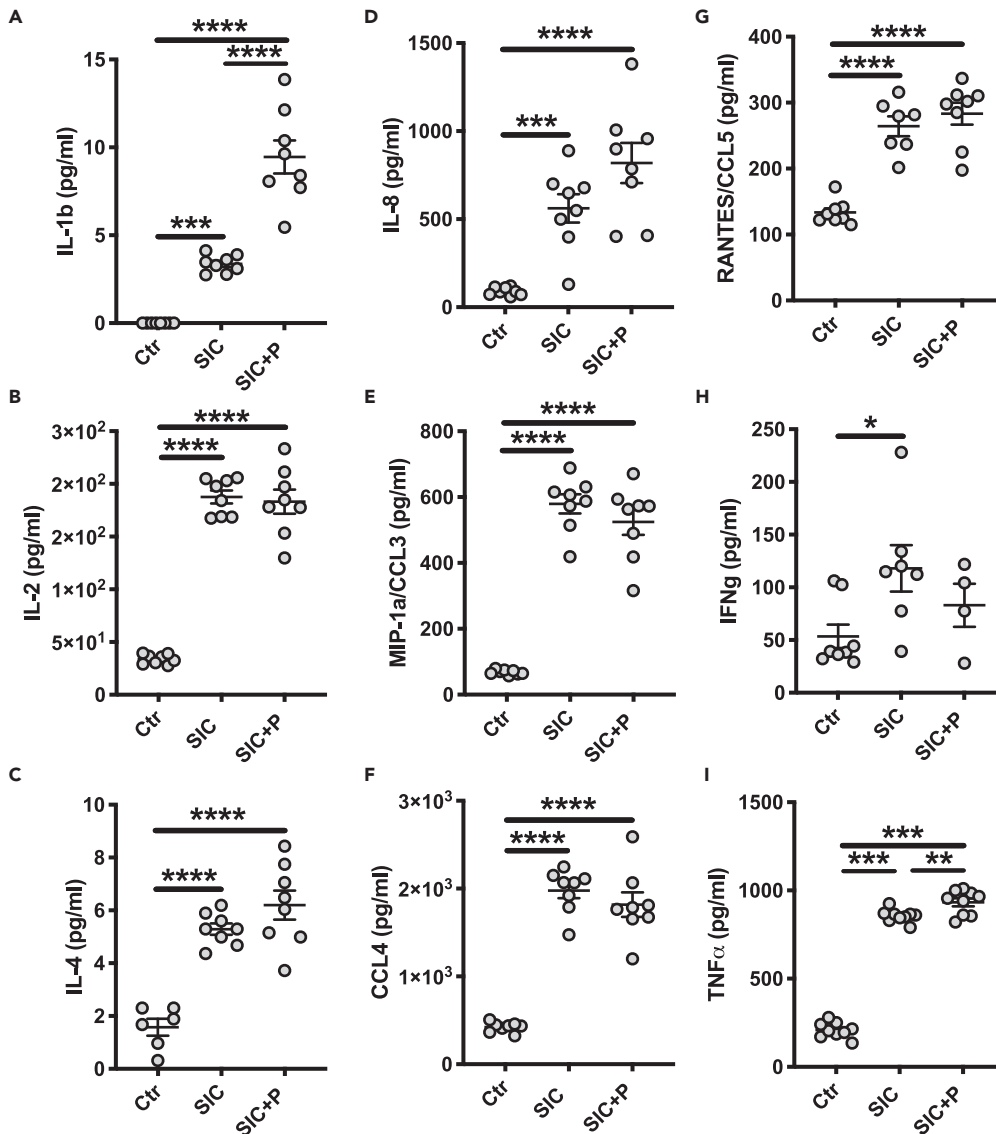 A
****
****
***
15
10
5
0
IL-1b (pg/ml)
Ctr
SIC
SIC+P
D
****
***
1500
1000
500
0
IL-8 (pg/ml)
Ctr
SIC
SIC+P
G
****
****
400
300
200
100
0
RANTES/CCL5 (pg/ml)
Ctr
SIC
SIC+P
B
****
****
3×10²
2×10²
2×10²
1×10²
5×10¹
0
IL-2 (pg/ml)
Ctr
SIC
SIC+P
E
****
****
800
600
400
200
0
MIP-1a/CCL3 (pg/ml)
Ctr
SIC
SIC+P
H
*
250
200
150
100
50
0
IFNg (pg/ml)
Ctr
SIC
SIC+P
C
****
****
10
8
6
4
2
0
IL-4 (pg/ml)
Ctr
SIC
SIC+P
F
****
****
3×10³
2×10³
1×10³
0
CCL4 (pg/ml)
Ctr
SIC
SIC+P
I
***
***
**
1500
1000
500
0
TNFα (pg/ml)
Ctr
SIC
SIC+P